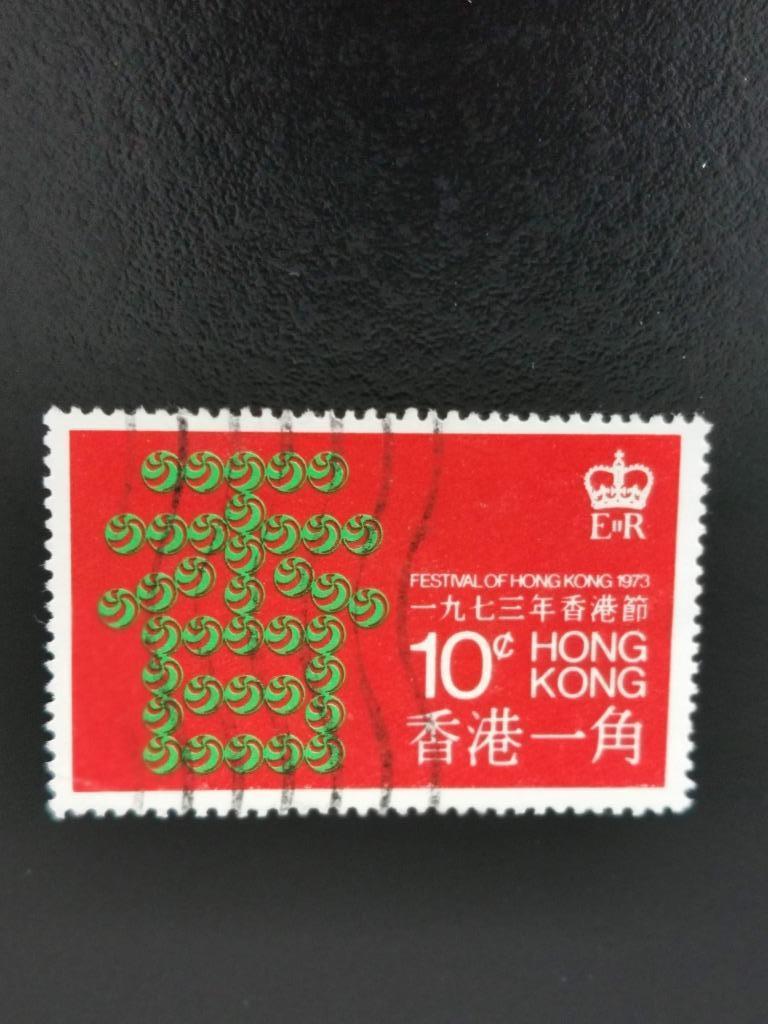 香
EIIR
FESTIVAL OF HONG KONG 1973
一九七三年香港節
10¢ HONG KONG
香港一角